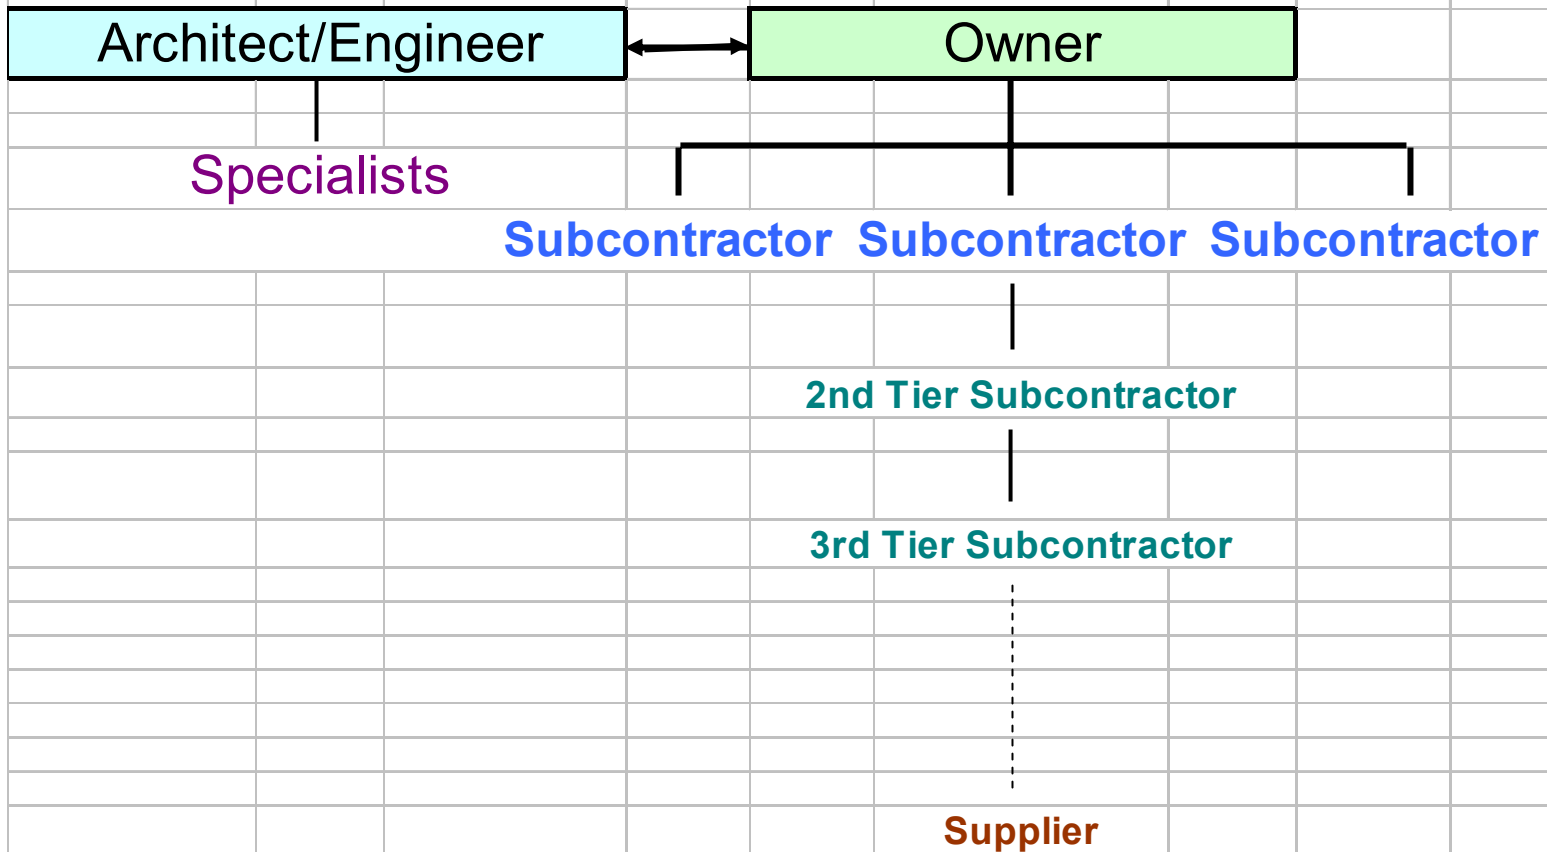 Architect/Engineer
Owner
Specialists
Subcontractor Subcontractor Subcontractor
2nd Tier Subcontractor
3rd Tier Subcontractor
Supplier